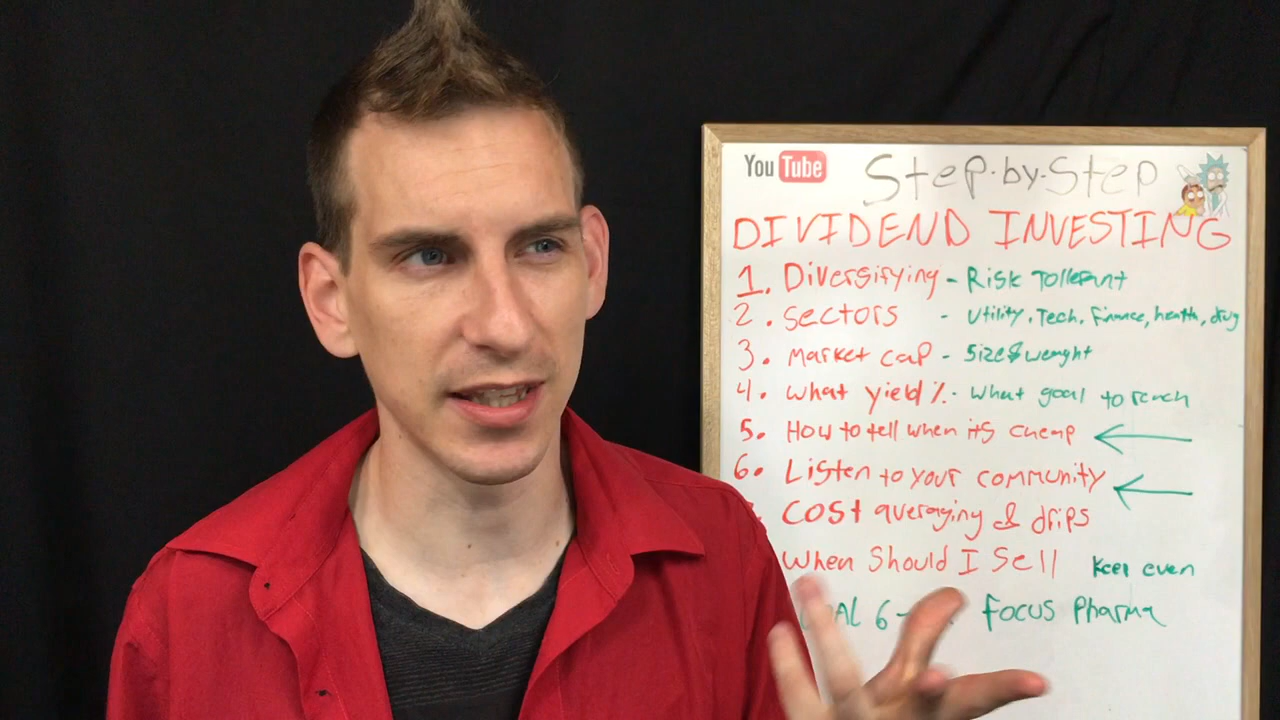 YouTube
Step-by-Step
DIVIDEND INVESTING
1. Diversifying - Risk Tollerant
2. Sectors - Utility, Tech, Finance, health, drug
3. market cap - Size & weight
4. what yield % - what goal to reach
5. How to tell when its cheap
6. Listen to your community
COST averaging & drips
When Should I Sell Keep even
6- Focus Pharma